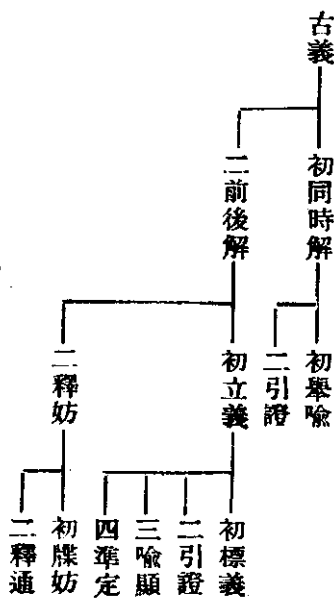 古義
初同時解
初舉喩
二引證
二前後解
初立義
初標義
二引證
三喩顯
四準定
二釋妨
初牒妨
二釋通